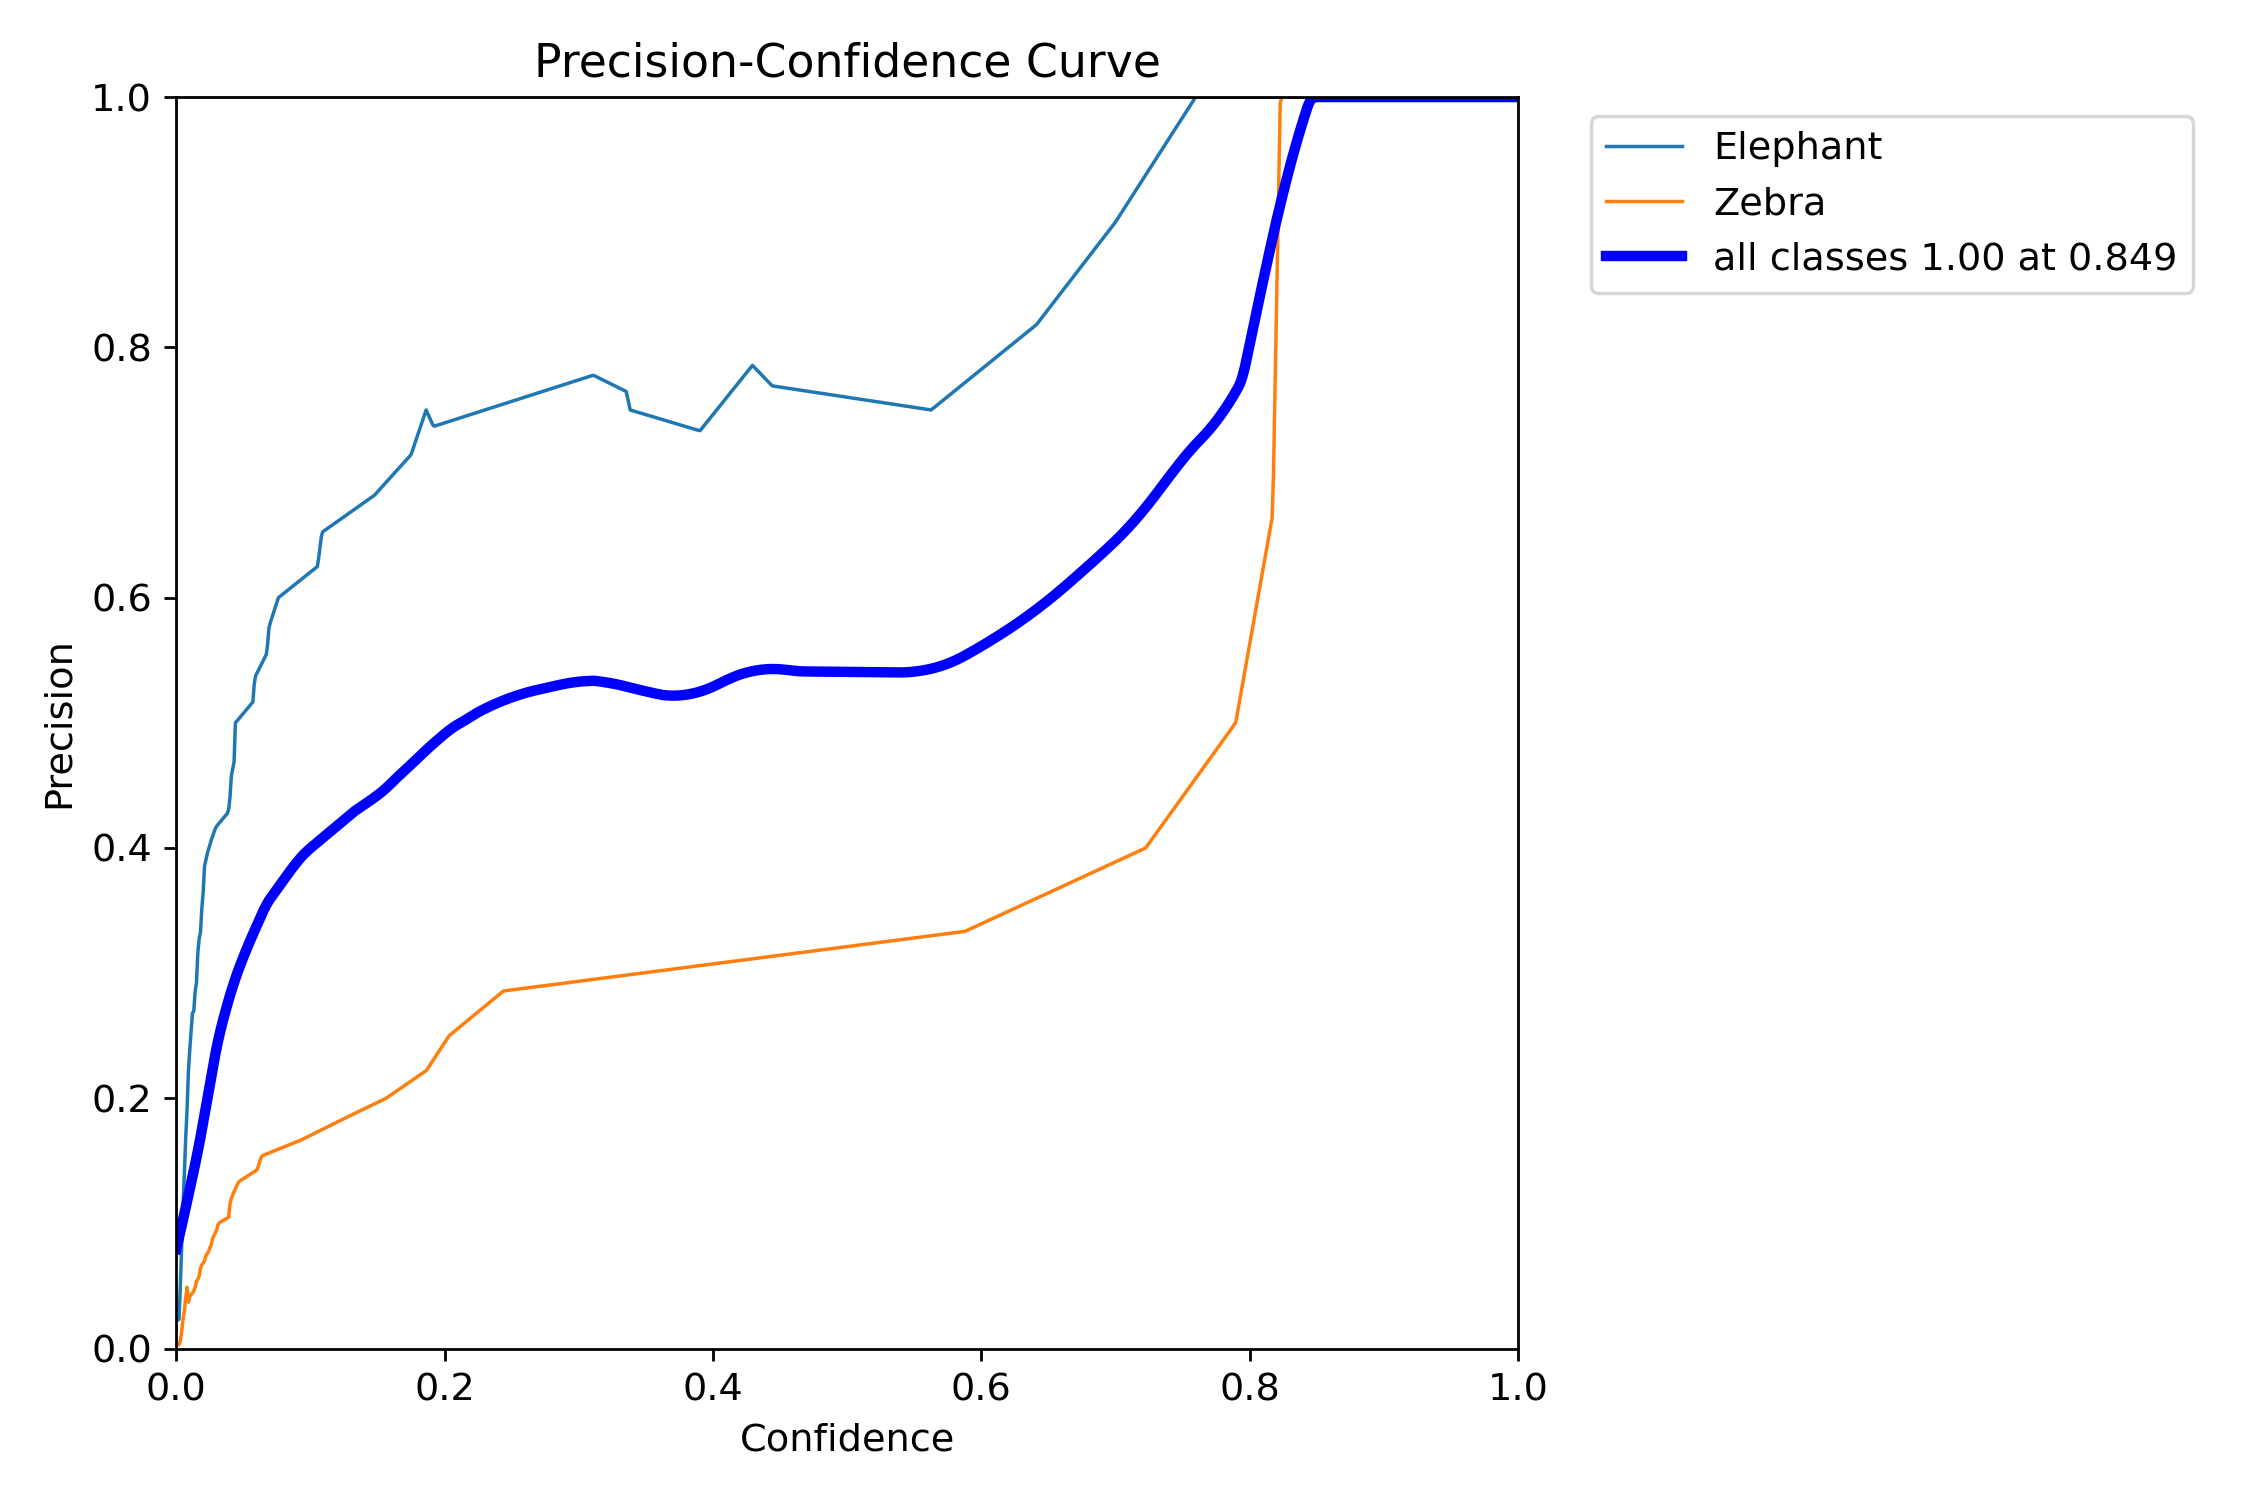 Precision-Confidence Curve
1.0
0.8
0.6
0.4
0.2
0.0
Precision
0.0 0.2 0.4 0.6 0.8 1.0
Confidence
Elephant
Zebra
all classes 1.00 at 0.849